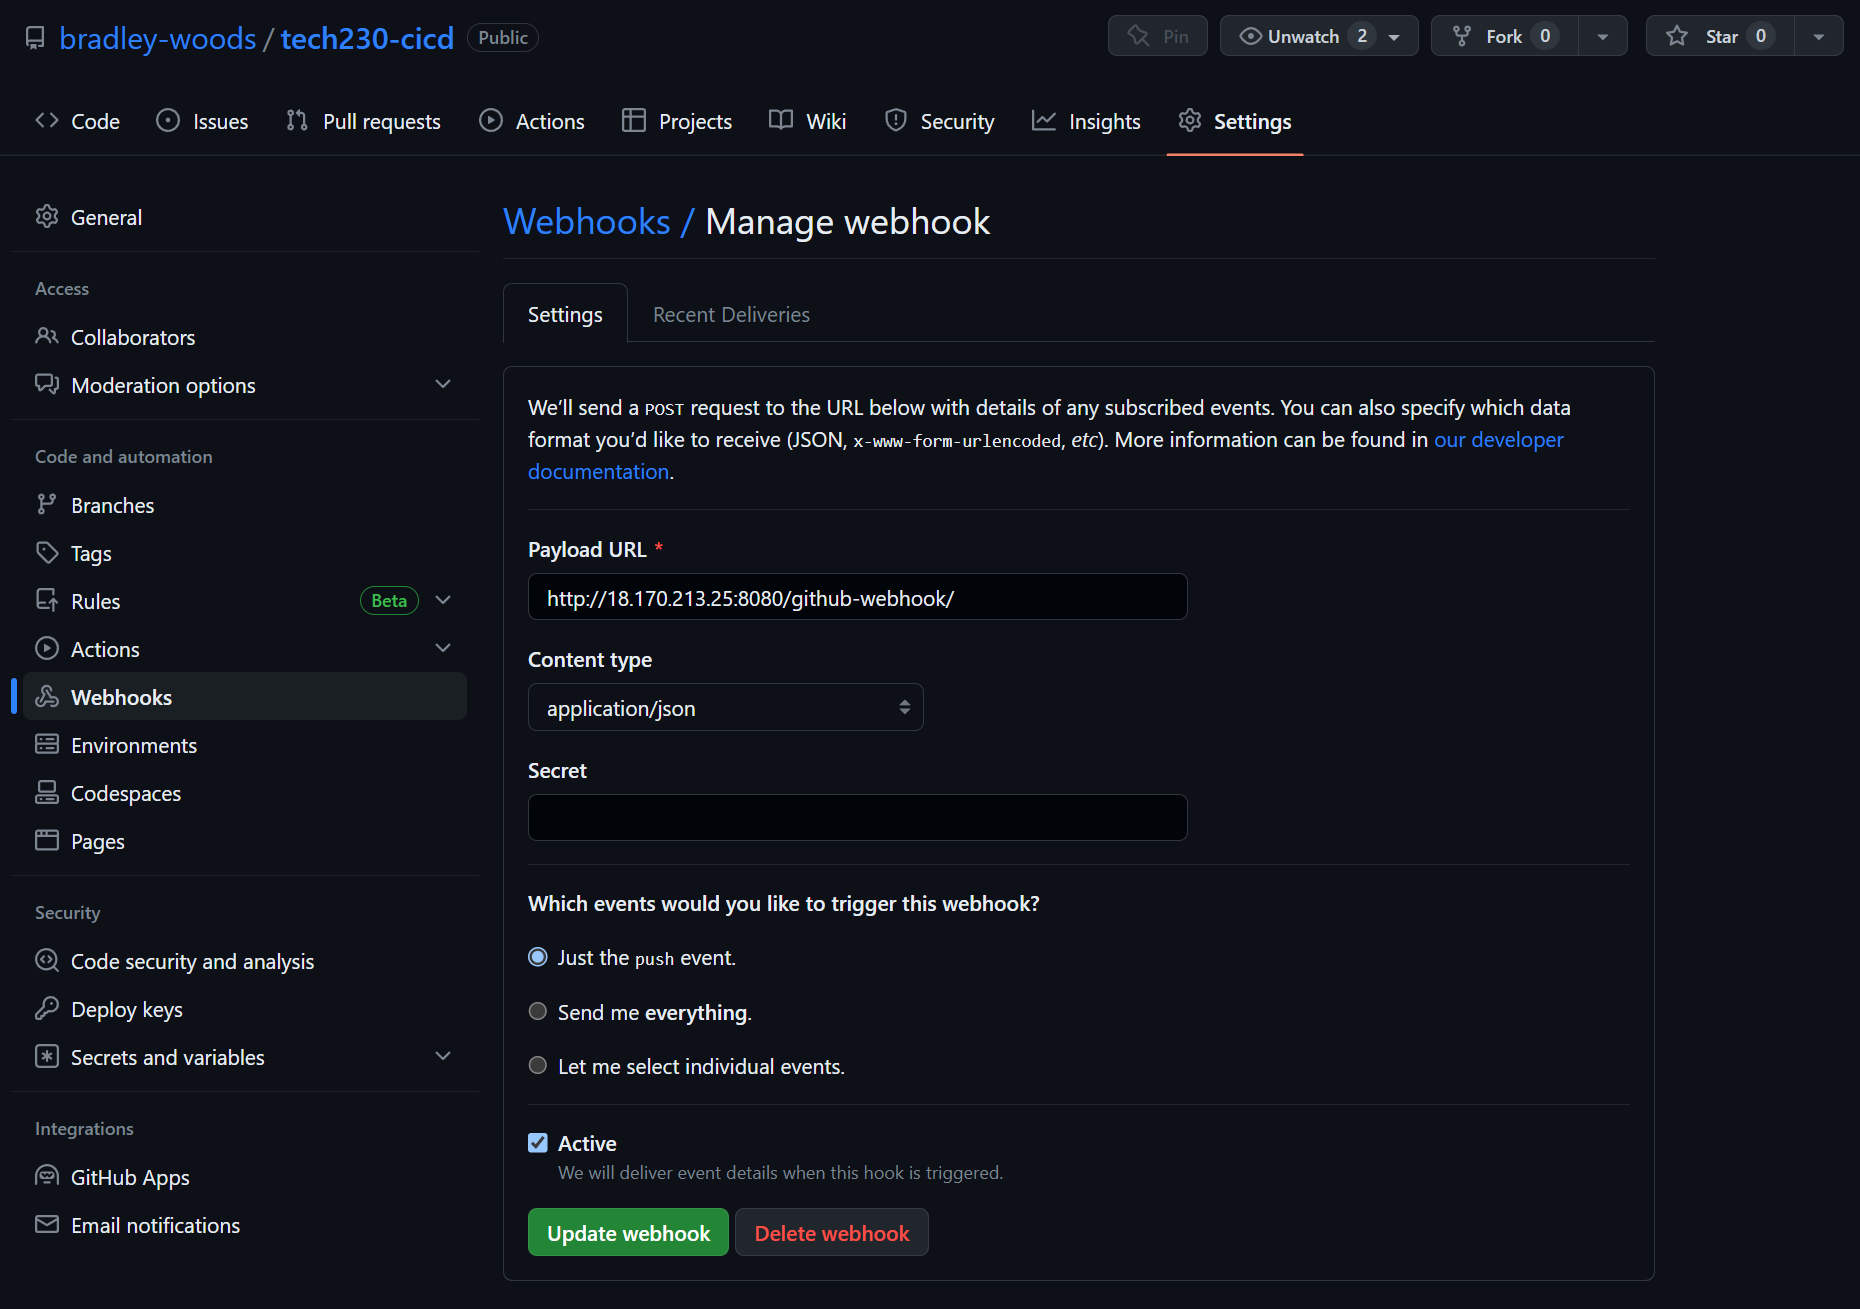 bradley-woods / tech230-cicd Public
Pin
Unwatch 2
Fork 0
Star 0
Code
Issues
Pull requests
Actions
Projects
Wiki
Security
Insights
Settings
General
Access
Collaborators
Moderation options
Code and automation
Branches
Tags
Rules Beta
Actions
Webhooks
Environments
Codespaces
Pages
Security
Code security and analysis
Deploy keys
Secrets and variables
Integrations
GitHub Apps
Email notifications
Webhooks / Manage webhook
Settings
Recent Deliveries
We’ll send a POST request to the URL below with details of any subscribed events. You can also specify which data
format you’d like to receive (JSON, x-www-form-urlencoded, etc). More information can be found in our developer
documentation.
Payload URL *
http://18.170.213.25:8080/github-webhook/
Content type
application/json
Secret
Which events would you like to trigger this webhook?
Just the push event.
Send me everything.
Let me select individual events.
Active
We will deliver event details when this hook is triggered.
Update webhook
Delete webhook